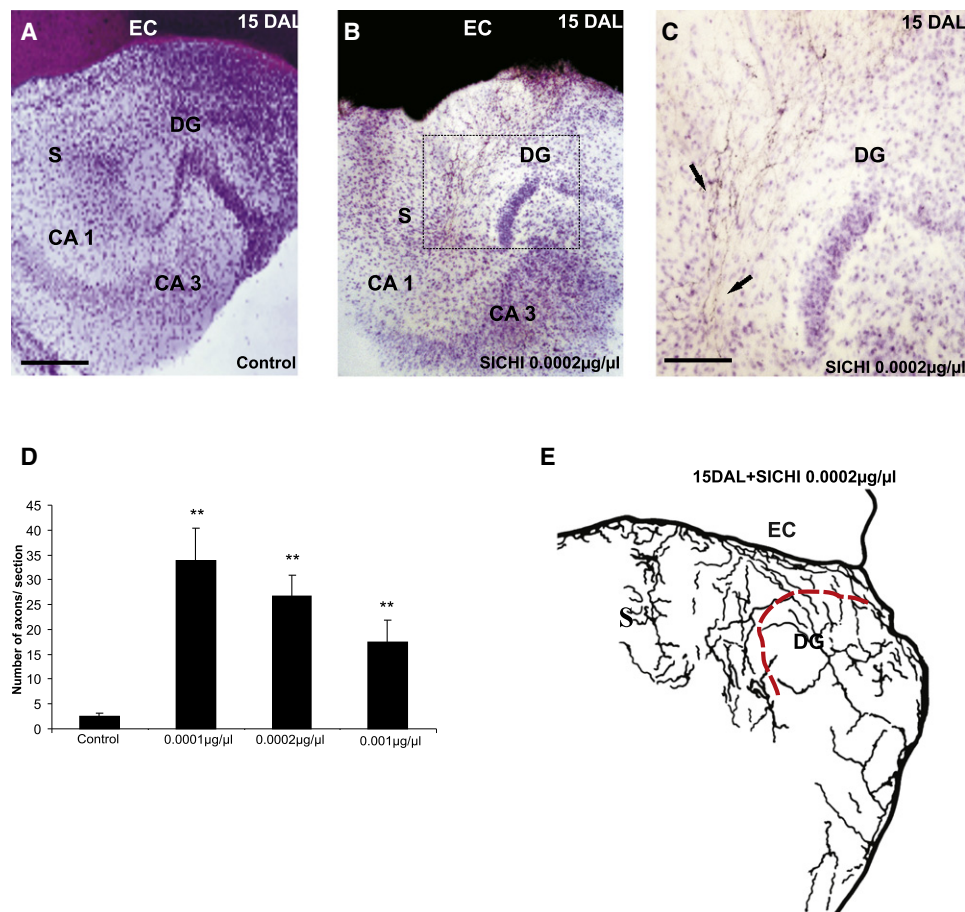 A
15 DAL
EC
DG
S
CA 1
CA 3
Control
B
15 DAL
EC
DG
S
CA 1
CA 3
SICHI 0.0002µg/µl
C
15 DAL
DG
SICHI 0.0002µg/µl
D
Number of axons/ section
45
40
35
30
25
20
15
10
5
0
**
**
**
Control
0.0001µg/µl
0.0002µg/µl
0.001µg/µl
E
15DAL+SICHI 0.0002µg/µl
EC
S
DG